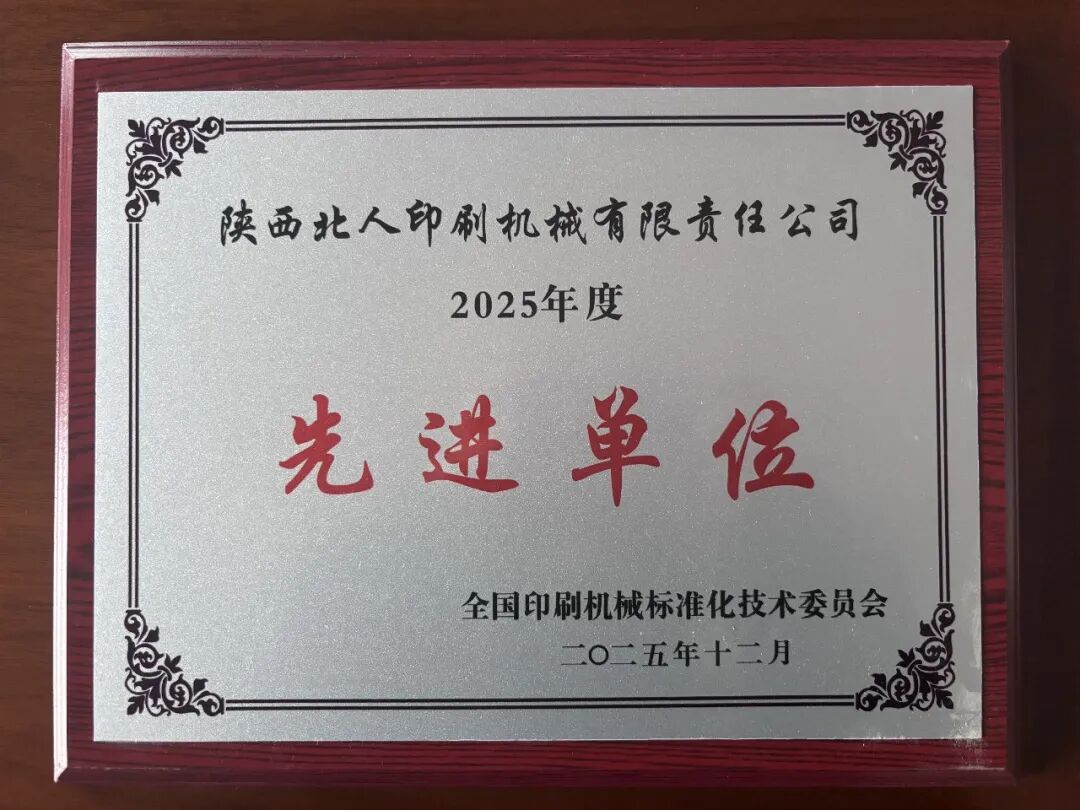 陕西北人印刷机械有限责任公司
2025年度
先进单位
全国印刷机械标准化技术委员会
二〇二五年十二月